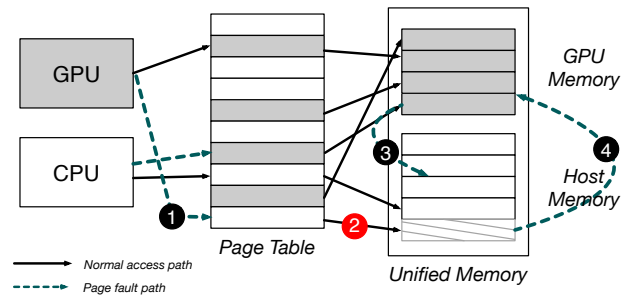 GPU
CPU
1
Page Table
2
3
4
GPU
Memory
Host
Memory
Unified Memory
Normal access path
Page fault path